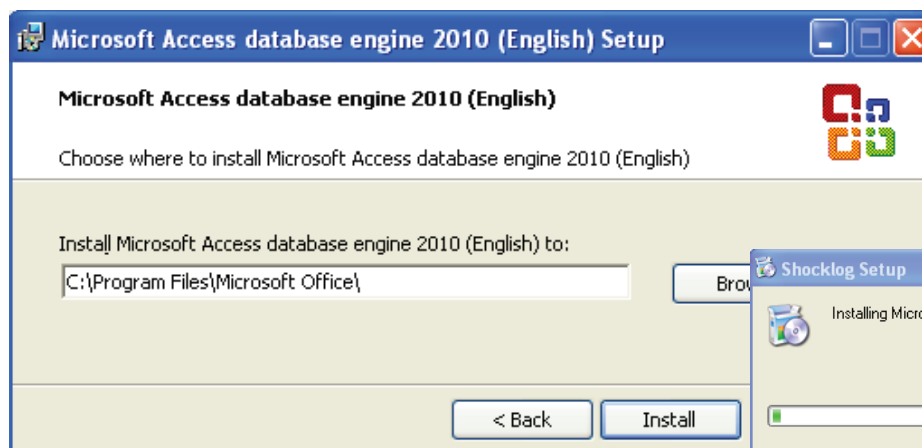 Microsoft Access database engine 2010 (English) Setup
Microsoft Access database engine 2010 (English)
Choose where to install Microsoft Access database engine 2010 (English)
Install Microsoft Access database engine 2010 (English) to:
C:\Program Files\Microsoft Office\
Shocklog Setup
Installing
< Back
Install